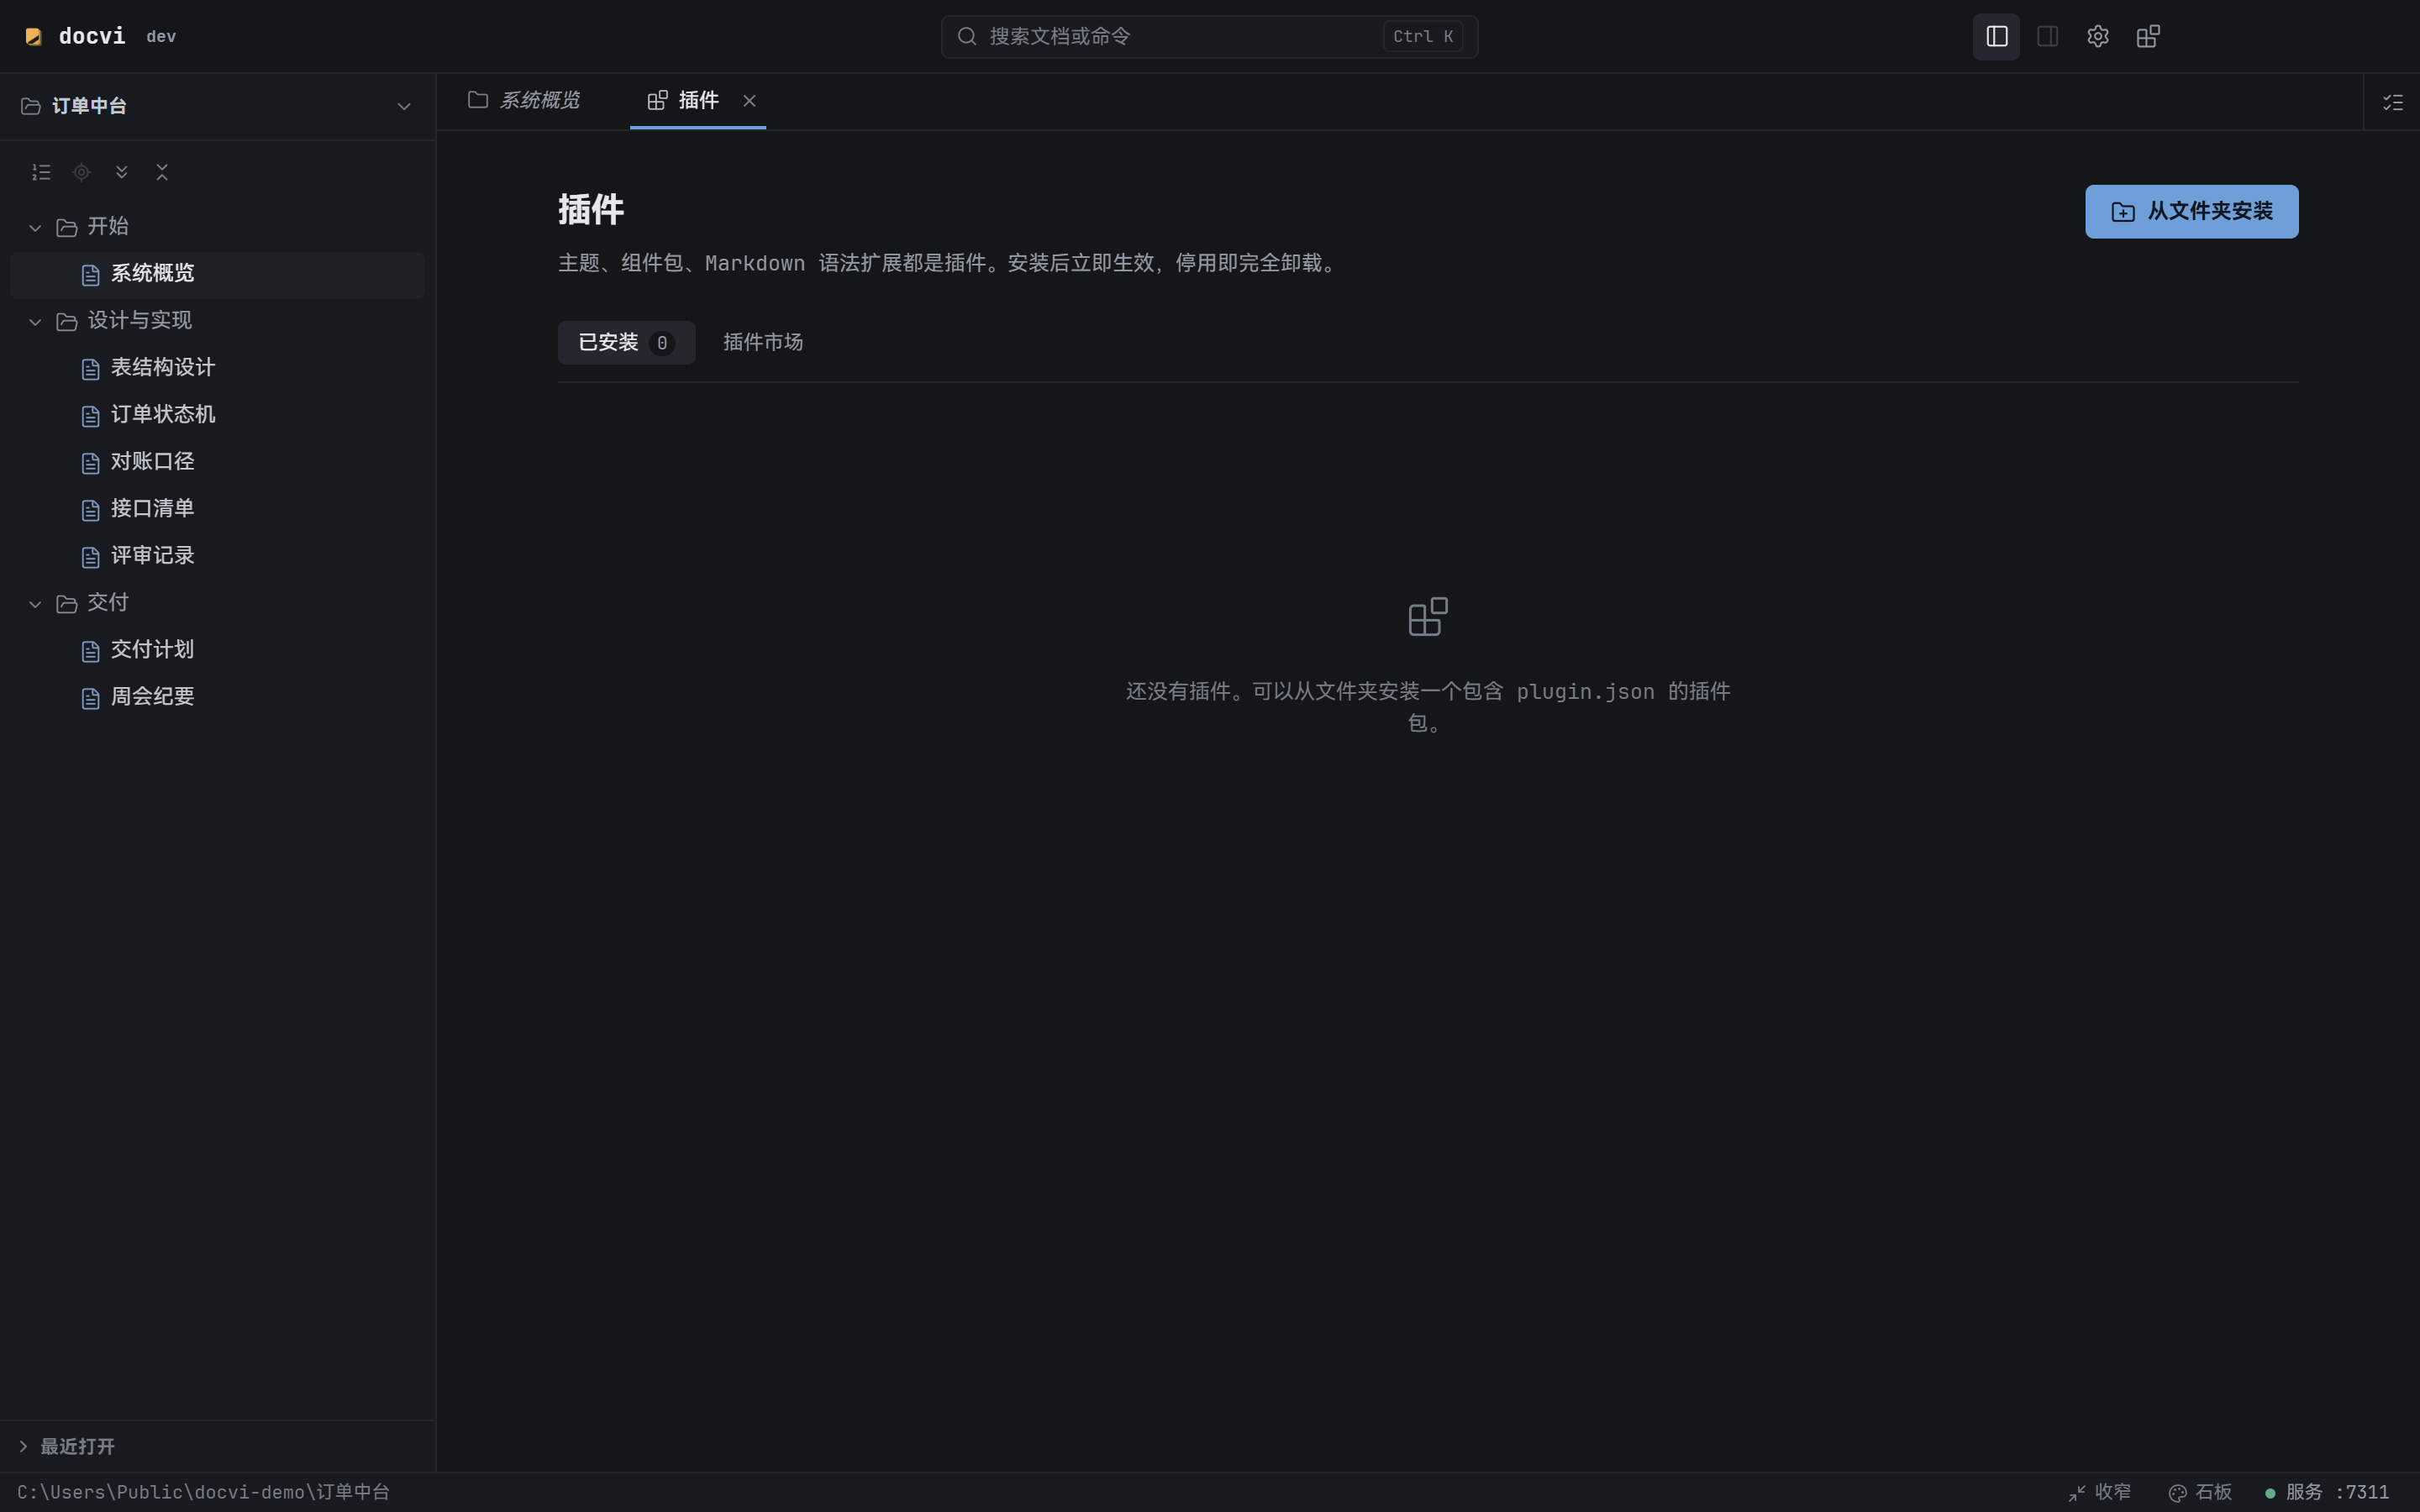 docvi dev
搜索文档或命令 Ctrl K
订单中台
系统概览
插件
开始
系统概览
设计与实现
表结构设计
订单状态机
对账口径
接口清单
评审记录
交付
交付计划
周会纪要
最近打开
插件
从文件夹安装
主题、组件包、Markdown 语法扩展都是插件。安装后立即生效，停用即完全卸载。
已安装 0
插件市场
还没有插件。可以从文件夹安装一个包含 plugin.json 的插件
包。
C:\Users\Public\docvi-demo\订单中台
收窄
石板
服务 :7311